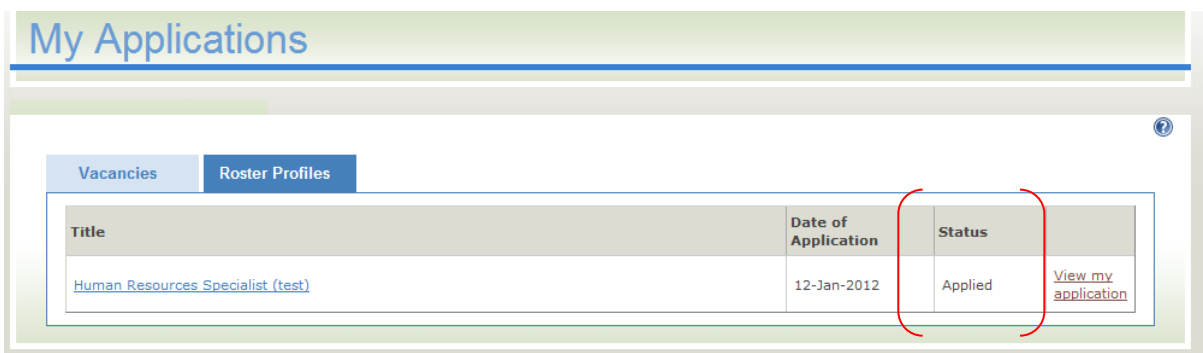 My Applications
?
Vacancies Roster Profiles
Title Date of Application Status
Human Resources Specialist (test) 12-Jan-2012 Applied View my application